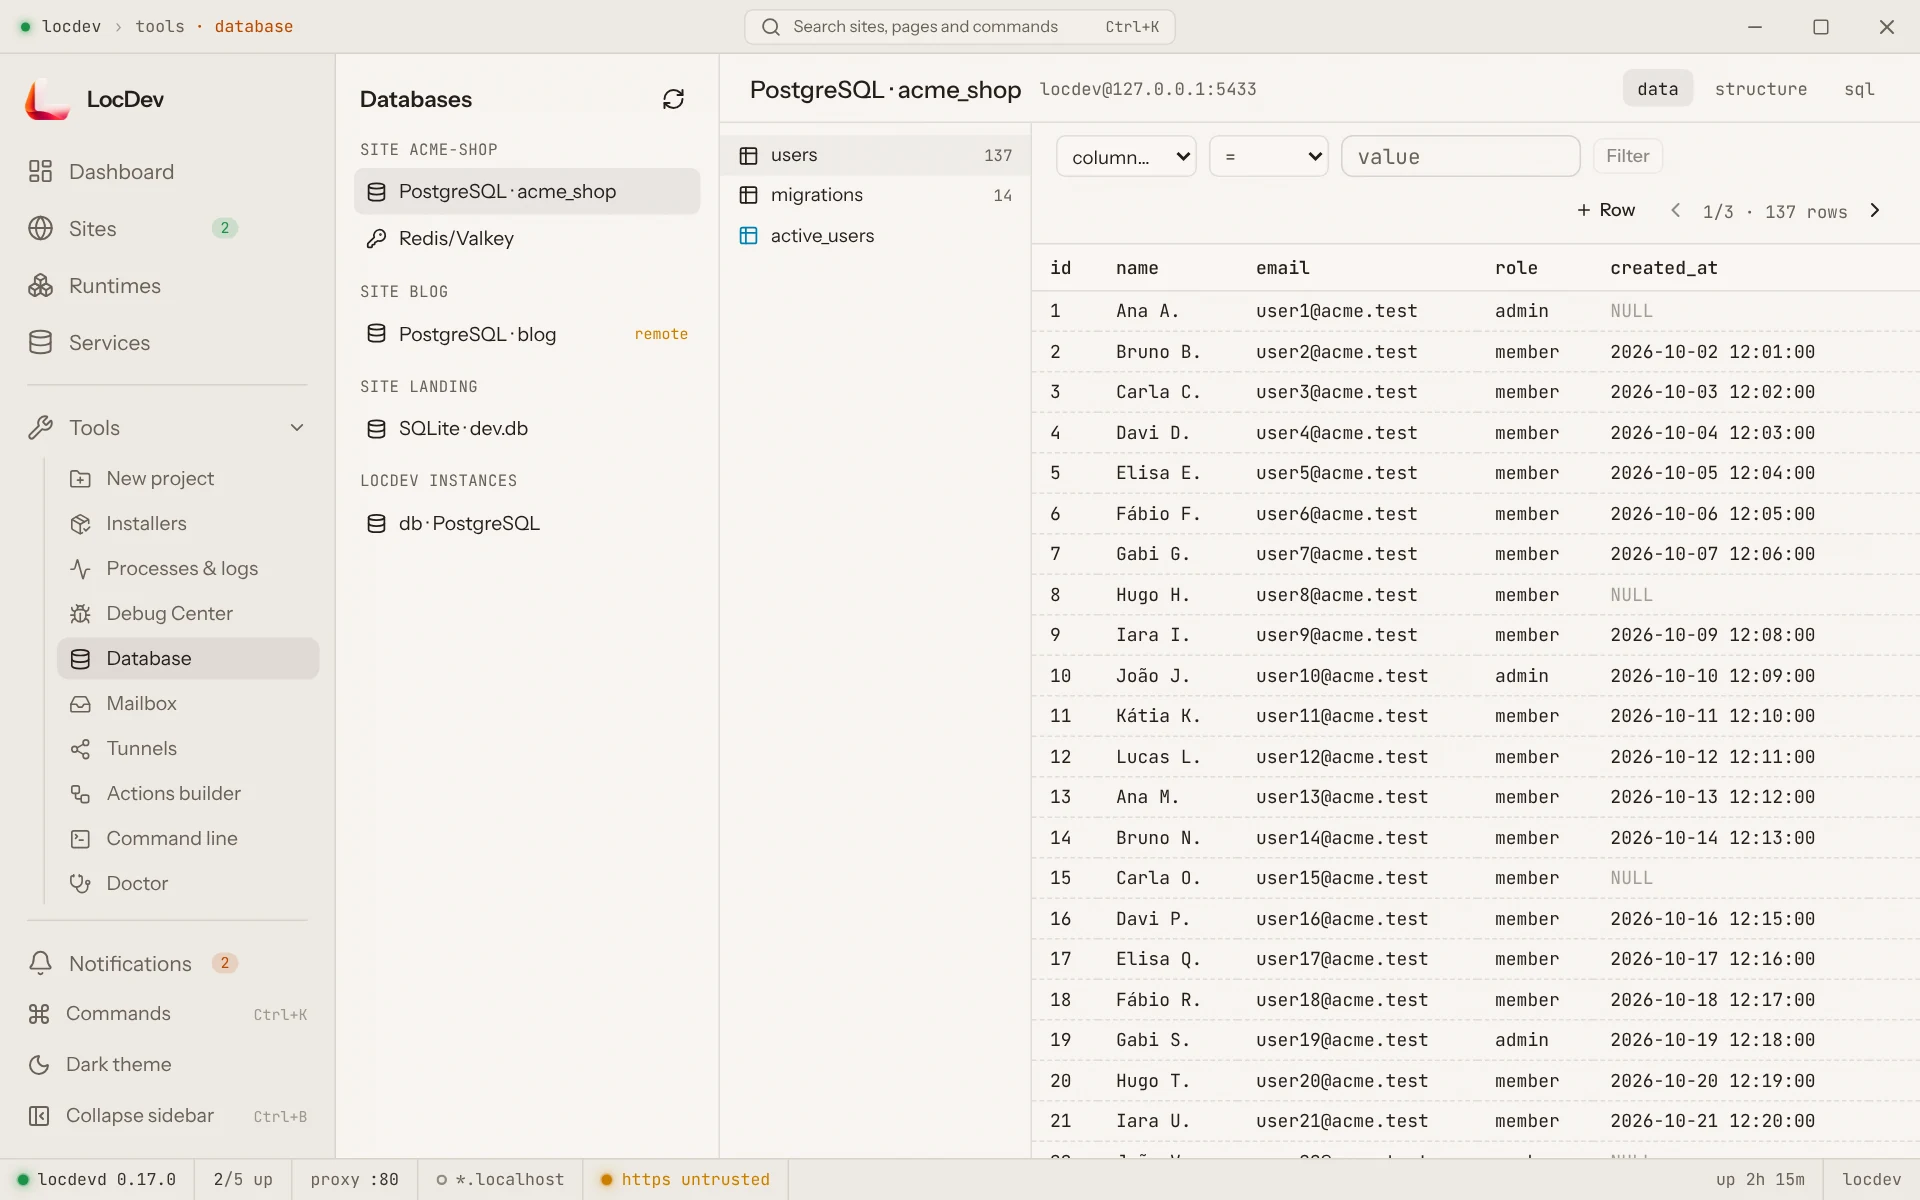 locdev › tools · database
Search sites, pages and commands Ctrl+K
LocDev
Dashboard
Sites 2
Runtimes
Services
Tools
New project
Installers
Processes & logs
Debug Center
Database
Mailbox
Tunnels
Actions builder
Command line
Doctor
Notifications 2
Commands Ctrl+K
Dark theme
Collapse sidebar Ctrl+B
Databases
SITE ACME-SHOP
PostgreSQL · acme_shop
Redis/Valkey
SITE BLOG
PostgreSQL · blog remote
SITE LANDING
SQLite · dev.db
LOCDEV INSTANCES
db · PostgreSQL
PostgreSQL · acme_shop locdev@127.0.0.1:5433
data structure sql
users 137
migrations 14
active_users
column... = value Filter
+ Row 1/3 · 137 rows
id name email role created_at
1 Ana A. user1@acme.test admin NULL
2 Bruno B. user2@acme.test member 2026-10-02 12:01:00
3 Carla C. user3@acme.test member 2026-10-03 12:02:00
4 Davi D. user4@acme.test member 2026-10-04 12:03:00
5 Elisa E. user5@acme.test member 2026-10-05 12:04:00
6 Fábio F. user6@acme.test member 2026-10-06 12:05:00
7 Gabi G. user7@acme.test member 2026-10-07 12:06:00
8 Hugo H. user8@acme.test member NULL
9 Iara I. user9@acme.test member 2026-10-09 12:08:00
10 João J. user10@acme.test admin 2026-10-10 12:09:00
11 Kátia K. user11@acme.test member 2026-10-11 12:10:00
12 Lucas L. user12@acme.test member 2026-10-12 12:11:00
13 Ana M. user13@acme.test member 2026-10-13 12:12:00
14 Bruno N. user14@acme.test member 2026-10-14 12:13:00
15 Carla O. user15@acme.test member NULL
16 Davi P. user16@acme.test member 2026-10-16 12:15:00
17 Elisa Q. user17@acme.test member 2026-10-17 12:16:00
18 Fábio R. user18@acme.test member 2026-10-18 12:17:00
19 Gabi S. user19@acme.test admin 2026-10-19 12:18:00
20 Hugo T. user20@acme.test member 2026-10-20 12:19:00
21 Iara U. user21@acme.test member 2026-10-21 12:20:00
locdevd 0.17.0 2/5 up proxy :80 *.localhost https untrusted up 2h 15m locdev